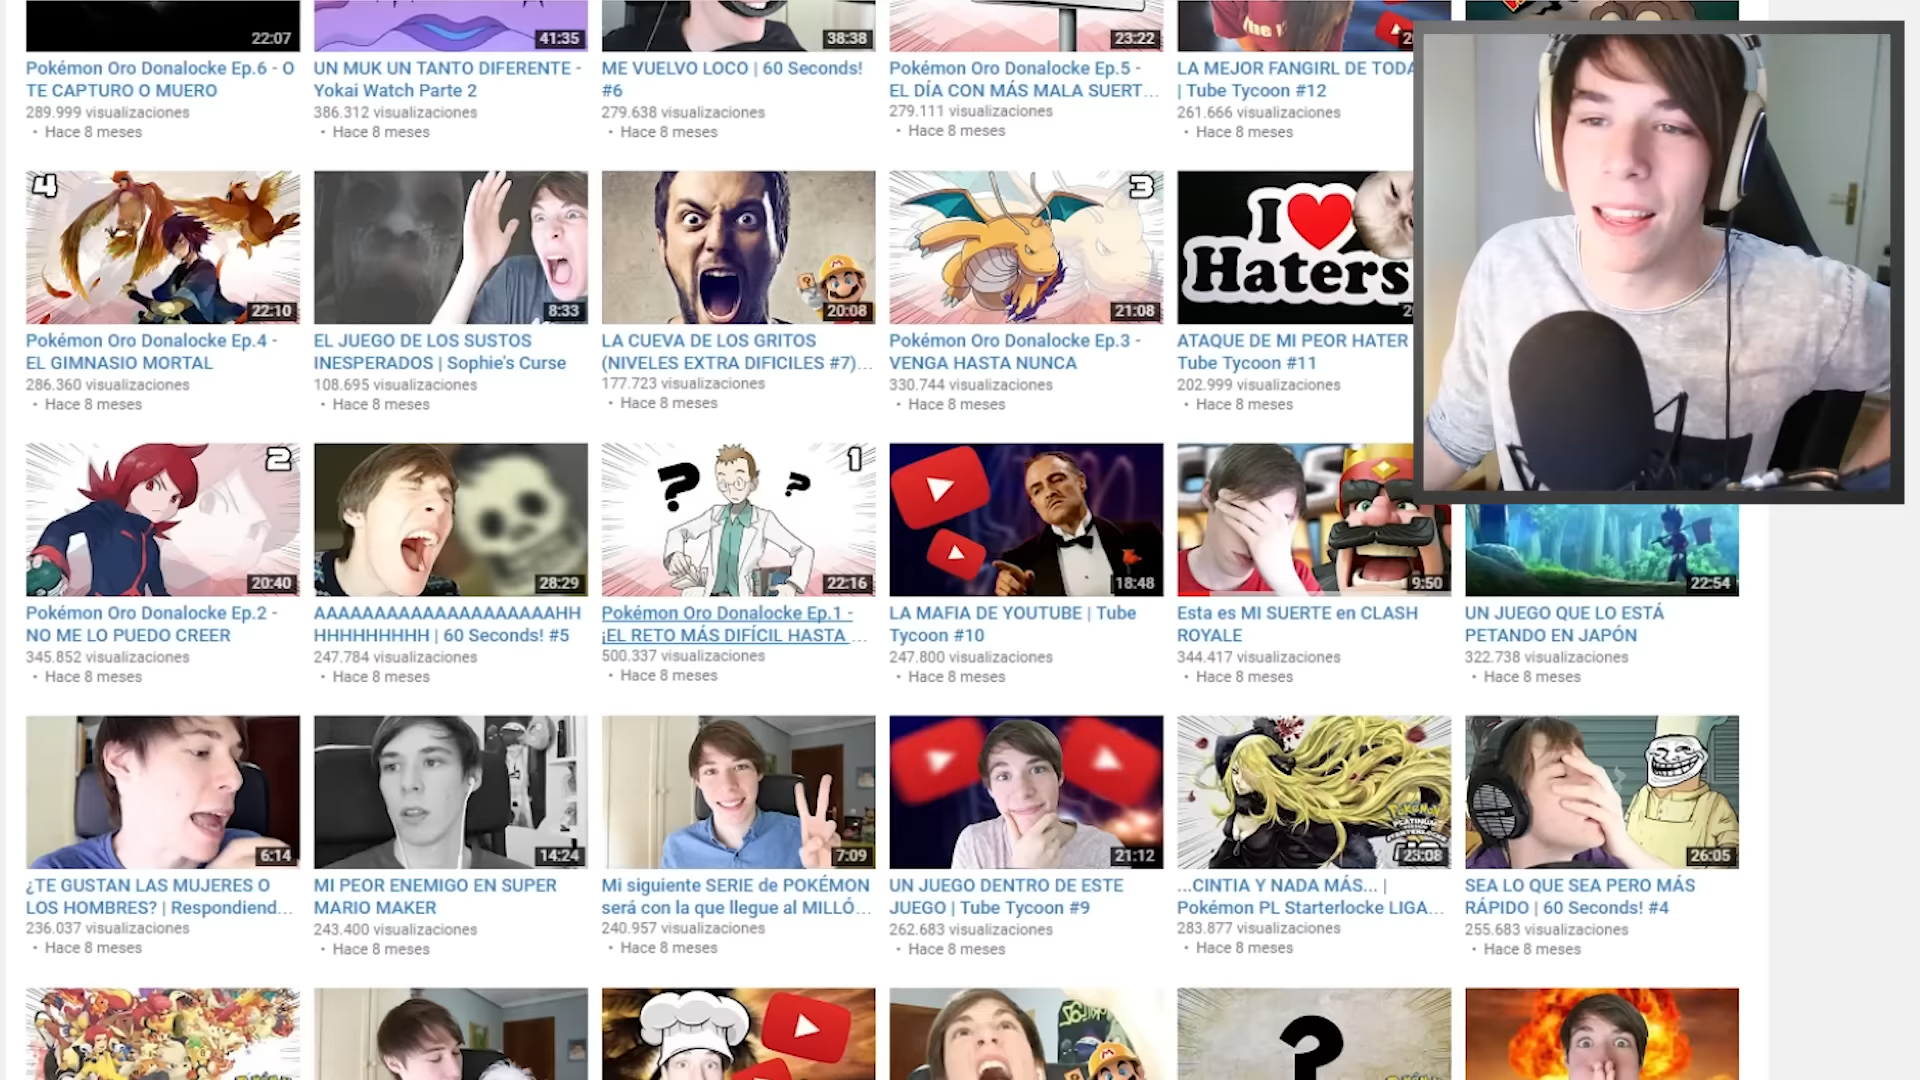 22:07
41:35
38:38
23:22
Pokémon Oro Donalocke Ep.6 - O
TE CAPTURO O MUERO
289.999 visualizaciones
• Hace 8 meses
UN MUK UN TANTO DIFERENTE -
Yokai Watch Parte 2
386.312 visualizaciones
• Hace 8 meses
ME VUELVO LOCO | 60 Seconds!
#6
279.638 visualizaciones
• Hace 8 meses
Pokémon Oro Donalocke Ep.5 -
EL DÍA CON MÁS MALA SUERT...
279.111 visualizaciones
• Hace 8 meses
LA MEJOR FANGIRL DE TODA
| Tube Tycoon #12
261.666 visualizaciones
• Hace 8 meses
4
22:10
8:33
20:08
3
21:08
I
Haters
Pokémon Oro Donalocke Ep.4 -
EL GIMNASIO MORTAL
286.360 visualizaciones
• Hace 8 meses
EL JUEGO DE LOS SUSTOS
INESPERADOS | Sophie's Curse
108.695 visualizaciones
• Hace 8 meses
LA CUEVA DE LOS GRITOS
(NIVELES EXTRA DIFICILES #7)...
177.723 visualizaciones
• Hace 8 meses
Pokémon Oro Donalocke Ep.3 -
VENGA HASTA NUNCA
330.744 visualizaciones
• Hace 8 meses
ATAQUE DE MI PEOR HATER
Tube Tycoon #11
202.999 visualizaciones
• Hace 8 meses
2
20:40
28:29
? ?
1
22:16
18:48
9:50
22:54
Pokémon Oro Donalocke Ep.2 -
NO ME LO PUEDO CREER
345.852 visualizaciones
• Hace 8 meses
AAAAAAAAAAAAAAAAAAAHH
HHHHHHHHH | 60 Seconds! #5
247.784 visualizaciones
• Hace 8 meses
Pokémon Oro Donalocke Ep.1 -
¡EL RETO MÁS DIFÍCIL HASTA ...
500.337 visualizaciones
• Hace 8 meses
LA MAFIA DE YOUTUBE | Tube
Tycoon #10
247.800 visualizaciones
• Hace 8 meses
Esta es MI SUERTE en CLASH
ROYALE
344.417 visualizaciones
• Hace 8 meses
UN JUEGO QUE LO ESTÁ
PETANDO EN JAPÓN
322.738 visualizaciones
• Hace 8 meses
6:14
14:24
7:09
21:12
POKéMON
PLATINUM
23:08
26:05
¿TE GUSTAN LAS MUJERES O
LOS HOMBRES? | Respondiend...
236.037 visualizaciones
• Hace 8 meses
MI PEOR ENEMIGO EN SUPER
MARIO MAKER
243.400 visualizaciones
• Hace 8 meses
Mi siguiente SERIE de POKÉMON
será con la que llegue al MILLÓ...
240.957 visualizaciones
• Hace 8 meses
UN JUEGO DENTRO DE ESTE
JUEGO | Tube Tycoon #9
262.683 visualizaciones
• Hace 8 meses
...CINTIA Y NADA MÁS... |
Pokémon PL Starterlocke LIGA...
283.877 visualizaciones
• Hace 8 meses
SEA LO QUE SEA PERO MÁS
RÁPIDO | 60 Seconds! #4
255.683 visualizaciones
• Hace 8 meses
?